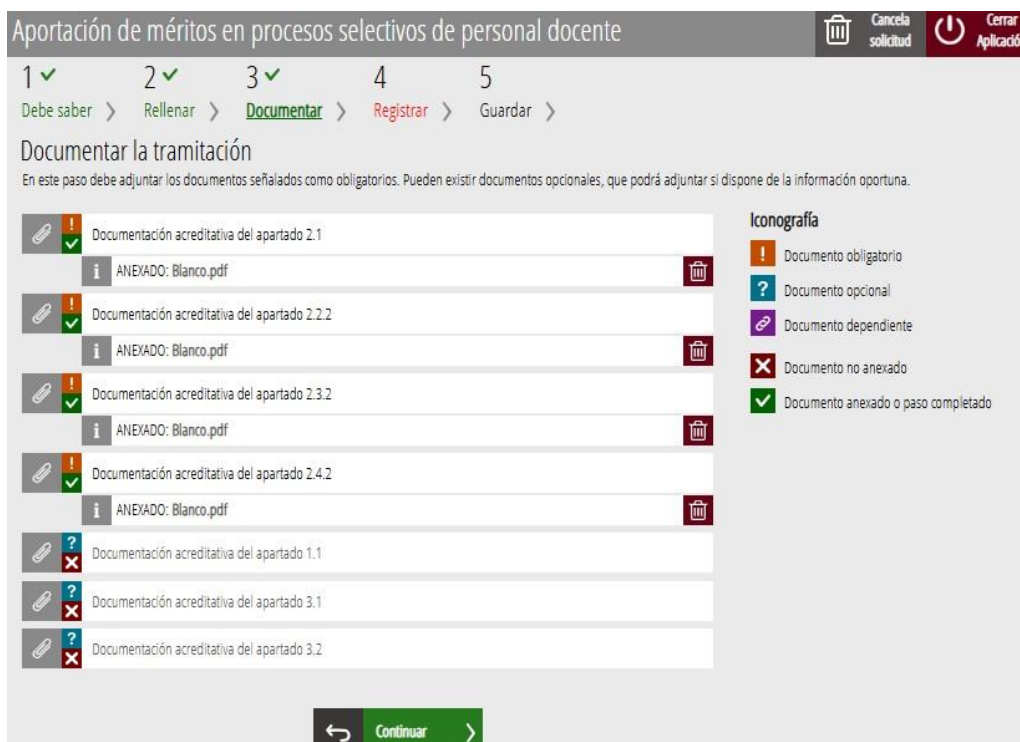 Aportación de méritos en procesos selectivos de personal docente
Cancela
solicitud
Cerrar
Aplicació
1 2 3 4 5
Debe saber Rellenar Documentar Registrar Guardar
Documentar la tramitación
En este paso debe adjuntar los documentos señalados como obligatorios. Pueden existir documentos opcionales, que podrá adjuntar si dispone de la información oportuna.
! Documentación acreditativa del apartado 2.1
i ANEXADO: Blanco.pdf
! Documentación acreditativa del apartado 2.2.2
i ANEXADO: Blanco.pdf
! Documentación acreditativa del apartado 2.3.2
i ANEXADO: Blanco.pdf
! Documentación acreditativa del apartado 2.4.2
i ANEXADO: Blanco.pdf
? Documentación acreditativa del apartado 1.1
? Documentación acreditativa del apartado 3.1
? Documentación acreditativa del apartado 3.2
Iconografía
! Documento obligatorio
? Documento opcional
Documento dependiente
Documento no anexado
Documento anexado o paso completado
Continuar